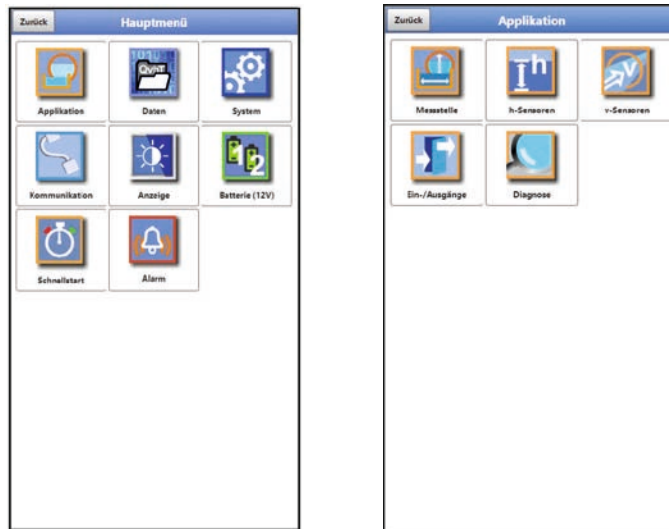 Zurück
Hauptmenü
Applikation
Daten
System
Kommunikation
Anzeige
Batterie (12V)
Schnellstart
Alarm
Zurück
Applikation
Messstelle
h-Sensoren
v-Sensoren
Ein-/Ausgänge
Diagnose